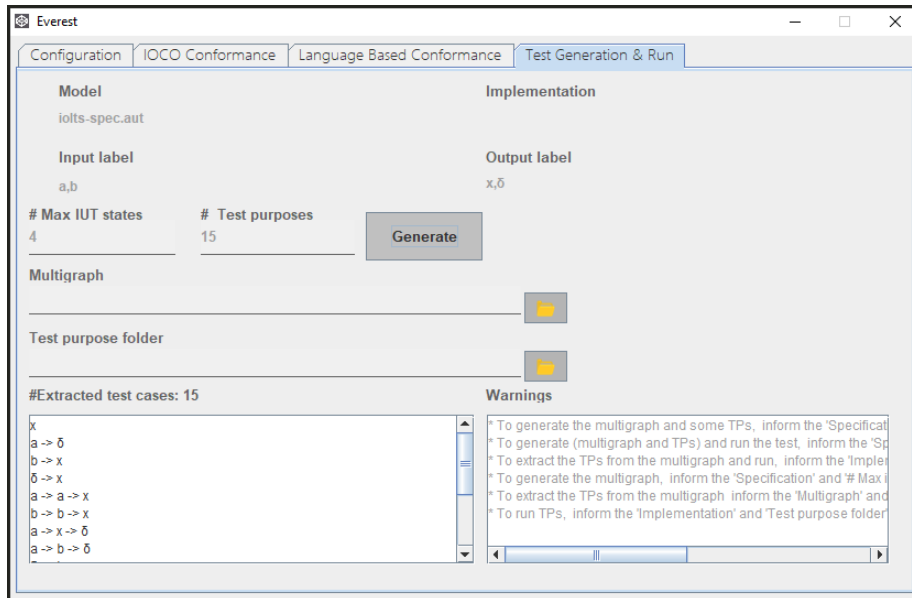 Everest
Configuration IOCO Conformance Language Based Conformance Test Generation & Run
Model Implementation
iolts-spec.aut
Input label Output label
a,b x,δ
# Max IUT states # Test purposes
4 15 Generate
Multigraph
Test purpose folder
#Extracted test cases: 15 Warnings
x
a -> δ
b -> x
δ -> x
a -> a -> x
b -> b -> x
a -> x -> δ
a -> b -> δ
* To generate the multigraph and some TPs, inform the 'Specificat
* To generate (multigraph and TPs) and run the test, inform the 'Sp
* To extract the TPs from the multigraph and run, inform the 'Impler
* To generate the multigraph, inform the 'Specification' and '# Max i
* To extract the TPs from the multigraph inform the 'Multigraph' and
* To run TPs, inform the 'Implementation' and 'Test purpose folder'